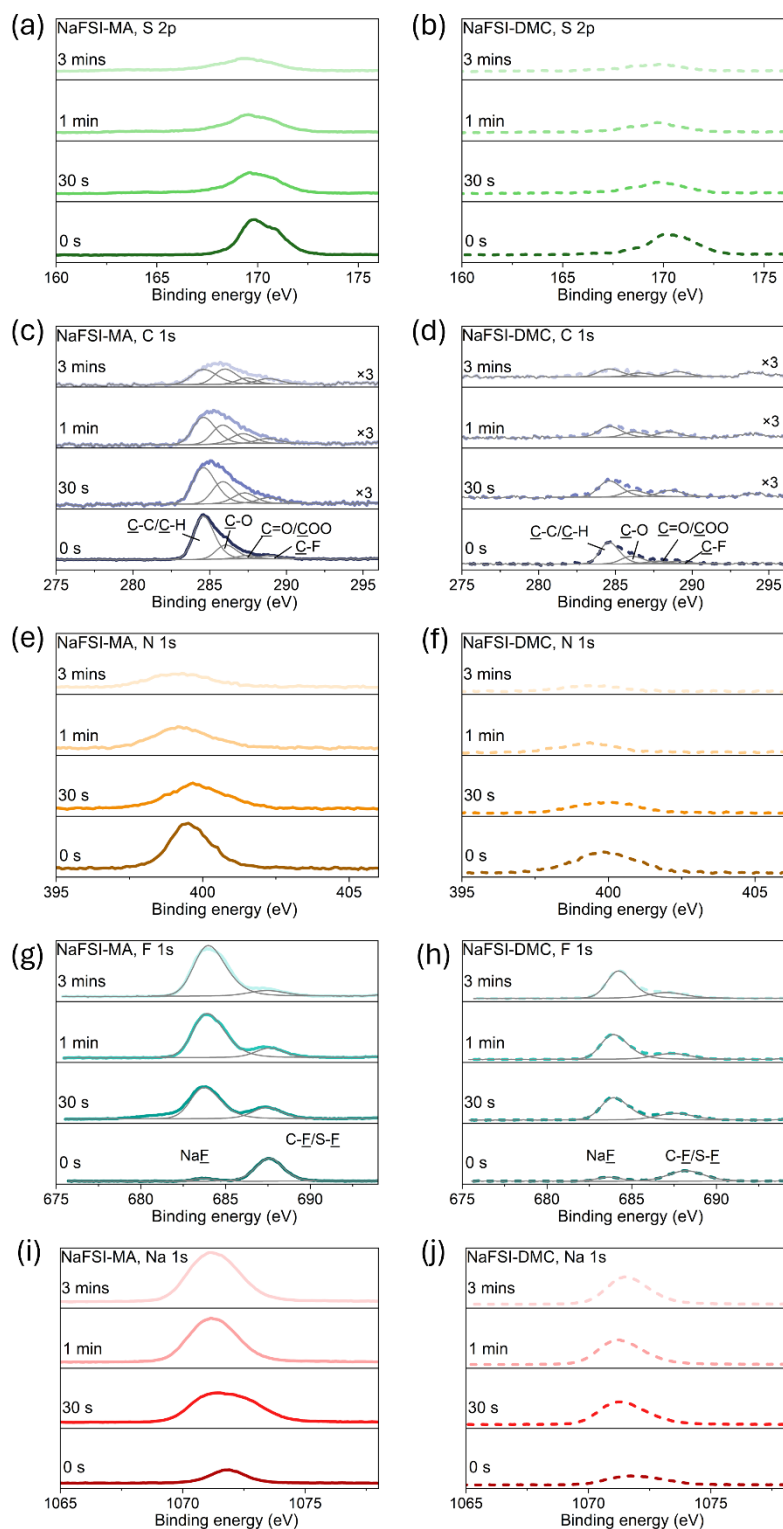 (a)
NaFSI-MA, S 2p
3 mins
1 min
30 s
0 s
160 165 170 175
Binding energy (eV)
(b)
NaFSI-DMC, S 2p
3 mins
1 min
30 s
0 s
160 165 170 175
Binding energy (eV)
(c)
NaFSI-MA, C 1s
3 mins
×3
1 min
×3
30 s
×3
C-C/C-H
C-O
C=O/COO
C-F
0 s
275 280 285 290 295
Binding energy (eV)
(d)
NaFSI-DMC, C 1s
3 mins
×3
1 min
×3
30 s
×3
C-C/C-H
C-O
C=O/COO
C-F
0 s
275 280 285 290 295
Binding energy (eV)
(e)
NaFSI-MA, N 1s
3 mins
1 min
30 s
0 s
395 400 405
Binding energy (eV)
(f)
NaFSI-DMC, N 1s
3 mins
1 min
30 s
0 s
395 400 405
Binding energy (eV)
(g)
NaFSI-MA, F 1s
3 mins
1 min
30 s
0 s
NaF
C-F/S-F
675 680 685 690
Binding energy (eV)
(h)
NaFSI-DMC, F 1s
3 mins
1 min
30 s
0 s
NaF
C-F/S-F
675 680 685 690
Binding energy (eV)
(i)
NaFSI-MA, Na 1s
3 mins
1 min
30 s
0 s
1065 1070 1075
Binding energy (eV)
(j)
NaFSI-DMC, Na 1s
3 mins
1 min
30 s
0 s
1065 1070 1075
Binding energy (eV)